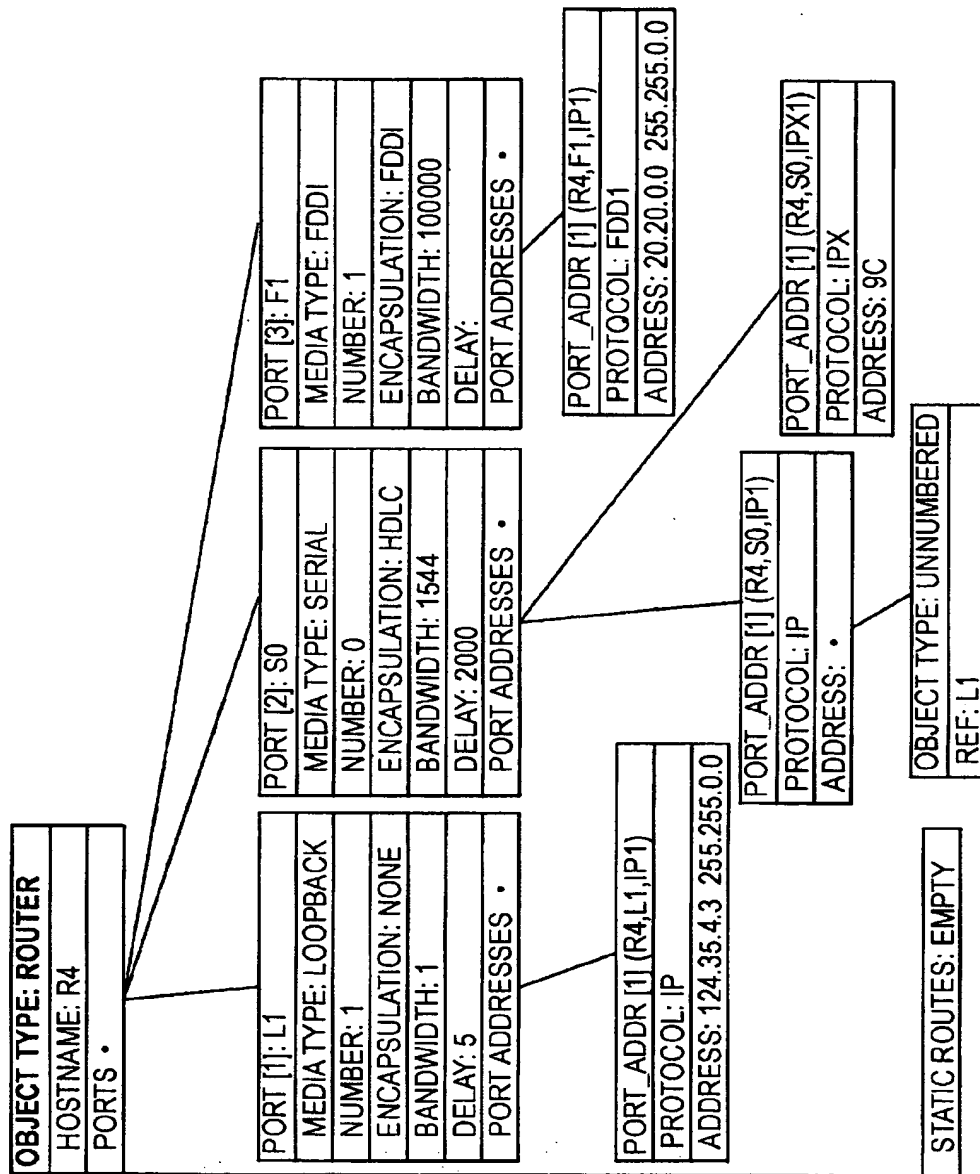 OBJECT TYPE: ROUTER
HOSTNAME: R4
PORTS •
PORT [1]: L1
MEDIA TYPE: LOOPBACK
NUMBER: 1
ENCAPSULATION: NONE
BANDWIDTH: 1
DELAY: 5
PORT ADDRESSES •
PORT [2]: S0
MEDIA TYPE: SERIAL
NUMBER: 0
ENCAPSULATION: HDLC
BANDWIDTH: 1544
DELAY: 2000
PORT ADDRESSES •
PORT [3]: F1
MEDIA TYPE: FDDI
NUMBER: 1
ENCAPSULATION: FDDI
BANDWIDTH: 100000
DELAY:
PORT ADDRESSES •
PORT_ADDR [1] (R4,L1,IP1)
PROTOCOL: IP
ADDRESS: 124.35.4.3 255.255.0.0
PORT_ADDR [1] (R4,F1,IP1)
PROTOCOL: FDD1
ADDRESS: 20.20.0.0 255.255.0.0
PORT_ADDR [1] (R4,S0,IP1)
PROTOCOL: IP
ADDRESS: •
PORT_ADDR [1] (R4,S0,IPX1)
PROTOCOL: IPX
ADDRESS: 9C
OBJECT TYPE: UNNUMBERED
REF: L1
STATIC ROUTES: EMPTY